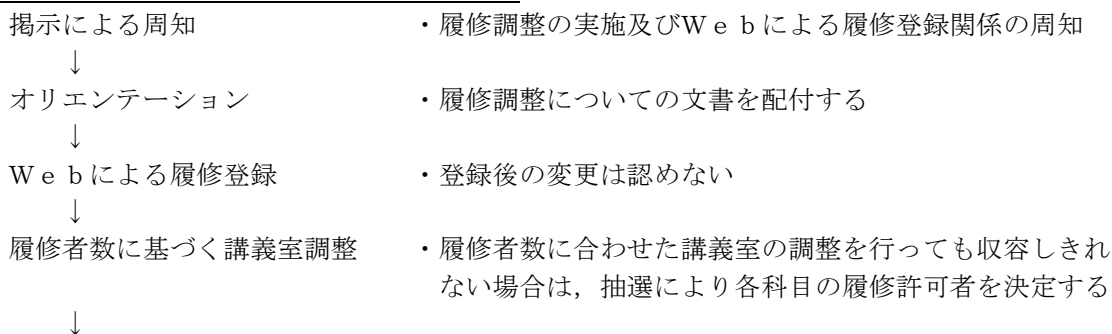 掲示による周知　　　　　　・履修調整の実施及びＷｅｂによる履修登録関係の周知
↓
オリエンテーション　　　　・履修調整についての文書を配付する
↓
Ｗｅｂによる履修登録　　　・登録後の変更は認めない
↓
履修者数に基づく講義室調整　・履修者数に合わせた講義室の調整を行っても収容しきれ
ない場合は，抽選により各科目の履修許可者を決定する
↓